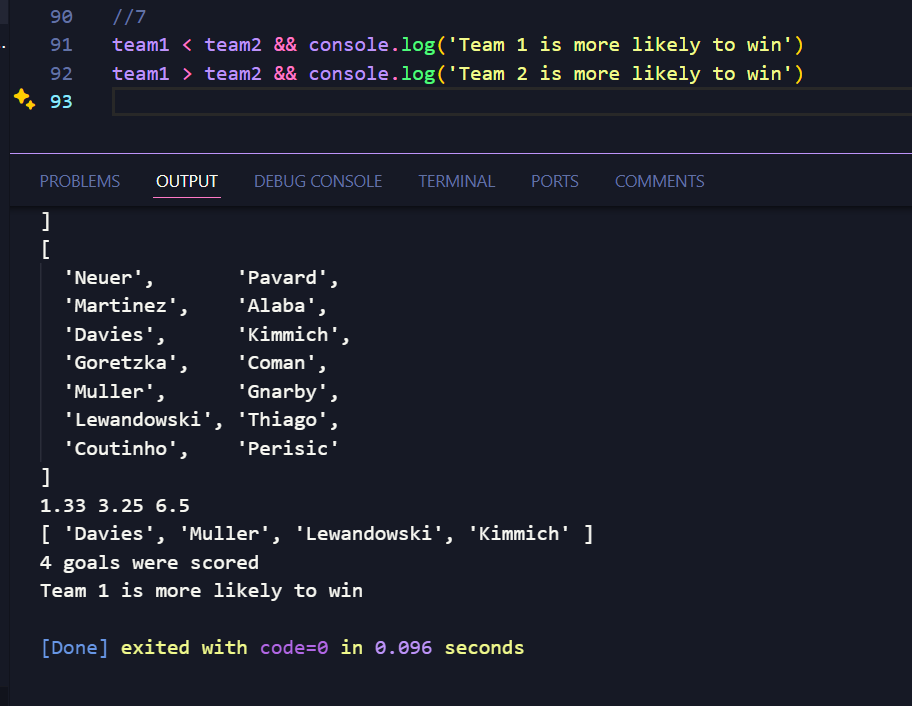 90 //7
91 team1 < team2 && console.log('Team 1 is more likely to win')
92 team1 > team2 && console.log('Team 2 is more likely to win')
93
PROBLEMS OUTPUT DEBUG CONSOLE TERMINAL PORTS COMMENTS
]
[
'Neuer', 'Pavard',
'Martinez', 'Alaba',
'Davies', 'Kimmich',
'Goretzka', 'Coman',
'Muller', 'Gnarby',
'Lewandowski', 'Thiago',
'Coutinho', 'Perisic'
]
1.33 3.25 6.5
[ 'Davies', 'Muller', 'Lewandowski', 'Kimmich' ]
4 goals were scored
Team 1 is more likely to win
[Done] exited with code=0 in 0.096 seconds